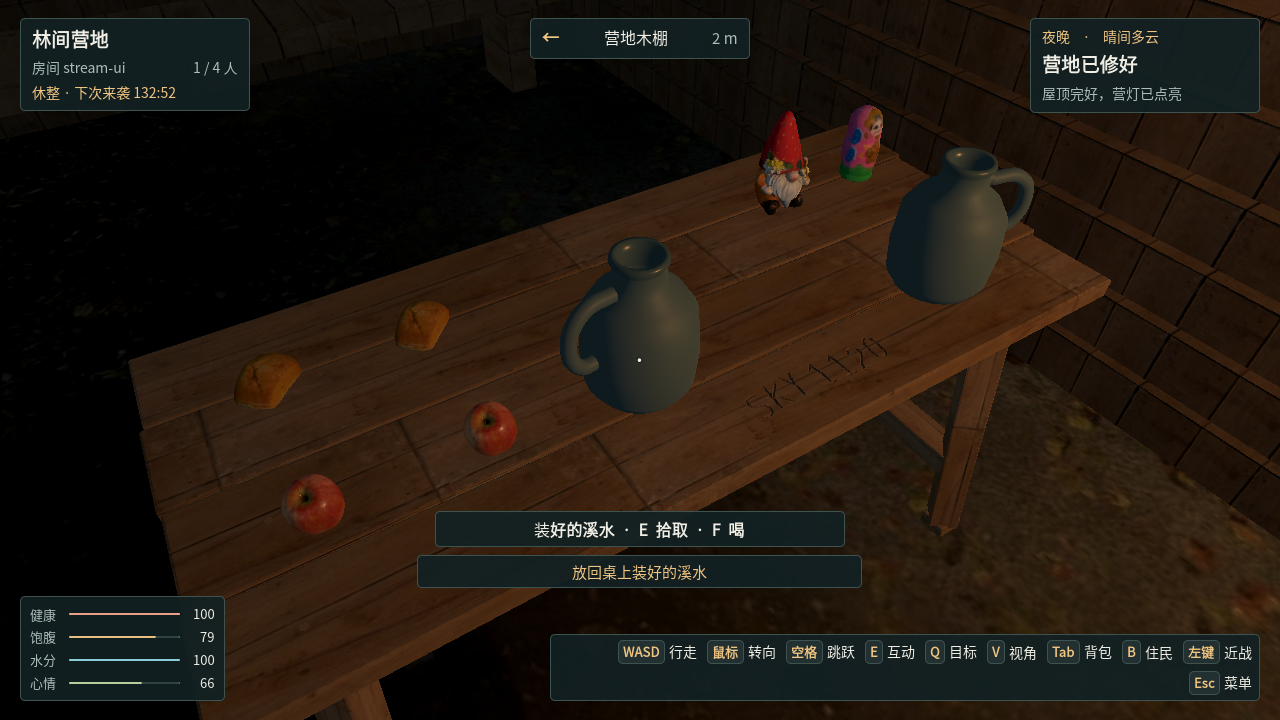 林间营地
房间 stream-ui 1 / 4 人
休整 · 下次来袭 132:52
← 营地木棚 2 m
夜晚 · 晴间多云
营地已修好
屋顶完好，营灯已点亮
装好的溪水 · E 拾取 · F 喝
放回桌上装好的溪水
健康 100
饱腹 79
水分 100
心情 66
WASD 行走 鼠标 转向 空格 跳跃 E 互动 Q 目标 V 视角 Tab 背包 B 住民 左键 近战
Esc 菜单